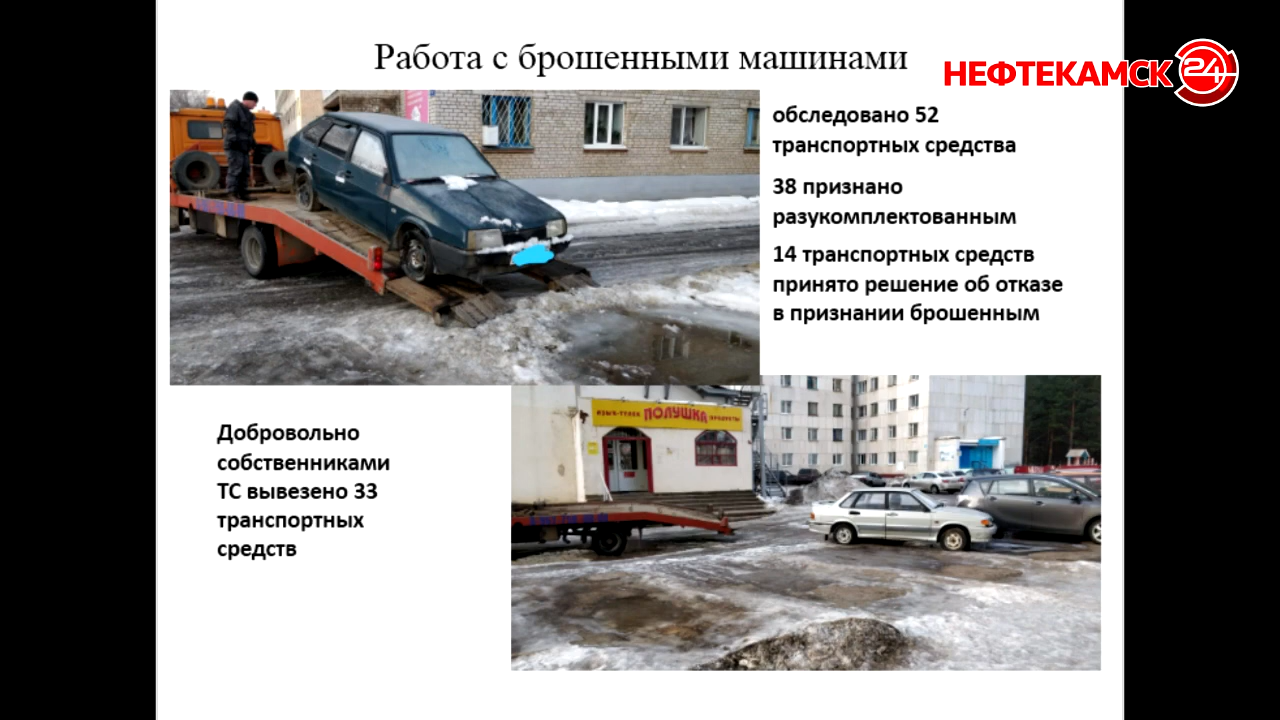 Работа с брошенными машинами
НЕФТЕКАМСК 24
обследовано 52
транспортных средства
38 признано
разукомплектованным
14 транспортных средств
принято решение об отказе
в признании брошенным
Добровольно
собственниками
ТС вывезено 33
транспортных
средств
ПОЛУШКА